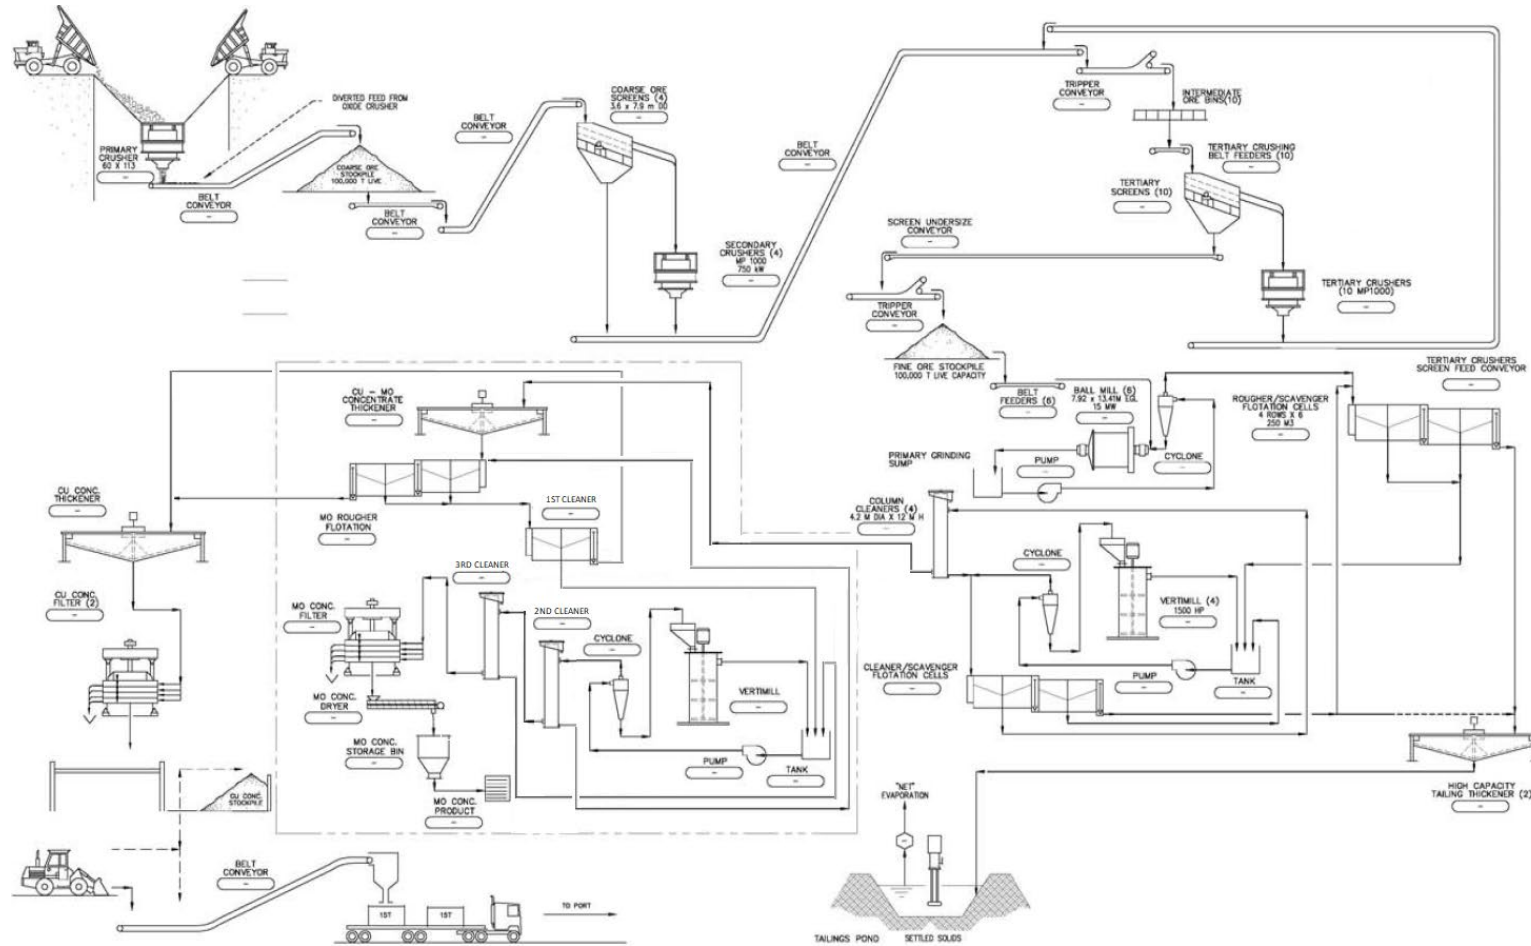 DIVERTED FEED FROM
OXIDE CRUSHER
PRIMARY
CRUSHER
60 X 113
BELT
CONVEYOR
COARSE ORE
STOCKPILE
100,000 T LIVE
BELT
CONVEYOR
BELT
CONVEYOR
COARSE ORE
SCREENS (4)
3.6 x 7.9 m DD
SECONDARY
CRUSHERS (4)
MP 1000
750 kW
BELT
CONVEYOR
TRIPPER
CONVEYOR
INTERMEDIATE
ORE BINS(10)
TERTIARY CRUSHING
BELT FEEDERS (10)
TERTIARY
SCREENS (10)
SCREEN UNDERSIZE
CONVEYOR
TERTIARY CRUSHERS
(10 MP1000)
TRIPPER
CONVEYOR
FINE ORE STOCKPILE
100,000 T LIVE CAPACITY
TERTIARY CRUSHERS
SCREEN FEED CONVEYOR
BELT
FEEDERS (6)
BALL MILL (6)
7.92 x 13.41M EGL
15 MW
ROUGHER/SCAVENGER
FLOTATION CELLS
4 ROWS X 6
250 M3
PRIMARY GRINDING
SUMP
PUMP
CYCLONE
CU - MO
CONCENTRATE
THICKENER
CU CONC.
THICKENER
MO ROUGHER
FLOTATION
1ST CLEANER
COLUMN
CLEANERS (4)
4.2 M DIA X 12 M H
CYCLONE
VERTIMILL (4)
1500 HP
3RD CLEANER
2ND CLEANER
CU CONC.
FILTER (2)
MO CONC.
FILTER
CYCLONE
VERTIMILL
CLEANER/SCAVENGER
FLOTATION CELLS
PUMP
TANK
MO CONC.
DRYER
MO CONC.
STORAGE BIN
PUMP
TANK
MO CONC.
PRODUCT
CU CONC.
STOCKPILE
"NET"
EVAPORATION
HIGH CAPACITY
TAILING THICKENER (2)
BELT
CONVEYOR
1ST
1ST
TO PORT
TAILINGS POND
SETTLED SOLIDS